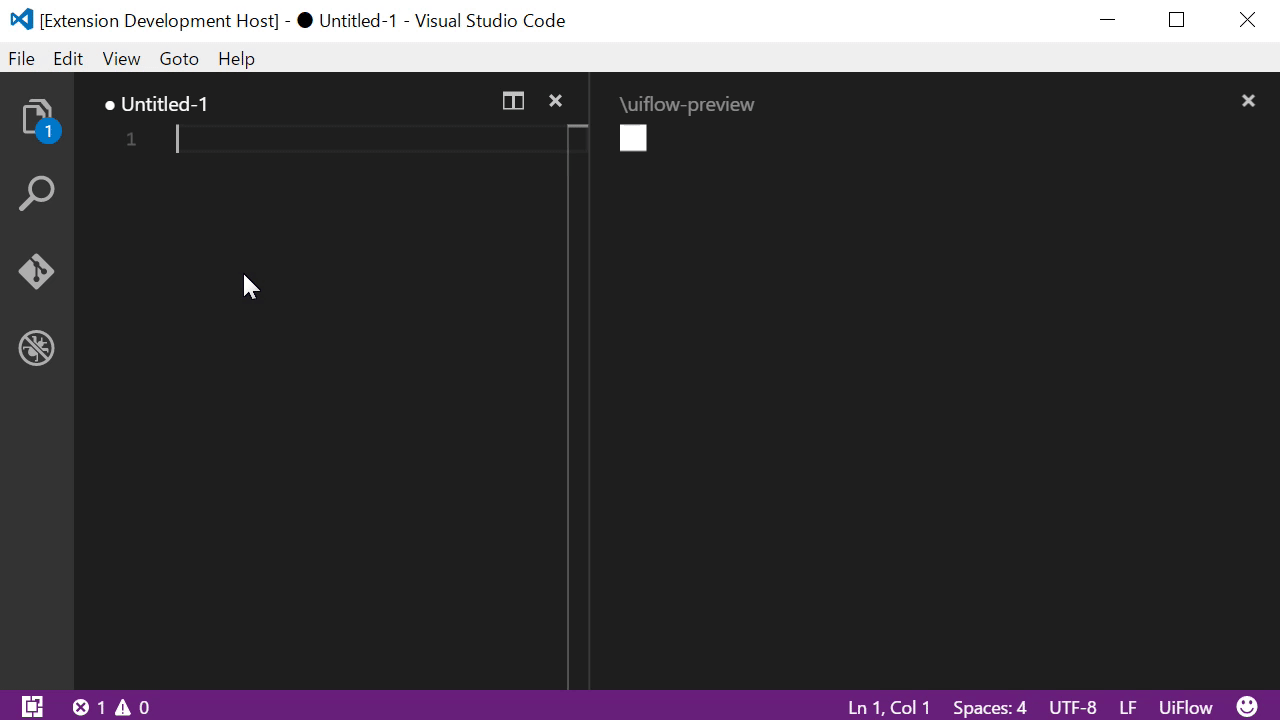 [Extension Development Host] - ● Untitled-1 - Visual Studio Code
File Edit View Goto Help
● Untitled-1
\uiflow-preview
1
1
1 0
Ln 1, Col 1 Spaces: 4 UTF-8 LF UiFlow